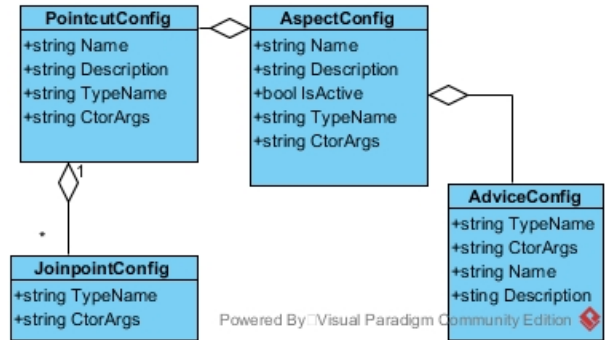 PointcutConfig
+string Name
+string Description
+string TypeName
+string CtorArgs
AspectConfig
+string Name
+string Description
+bool IsActive
+string TypeName
+string CtorArgs
1
*
JoinpointConfig
+string TypeName
+string CtorArgs
AdviceConfig
+string TypeName
+string CtorArgs
+string Name
+sting Description
Powered By Visual Paradigm Community Edition